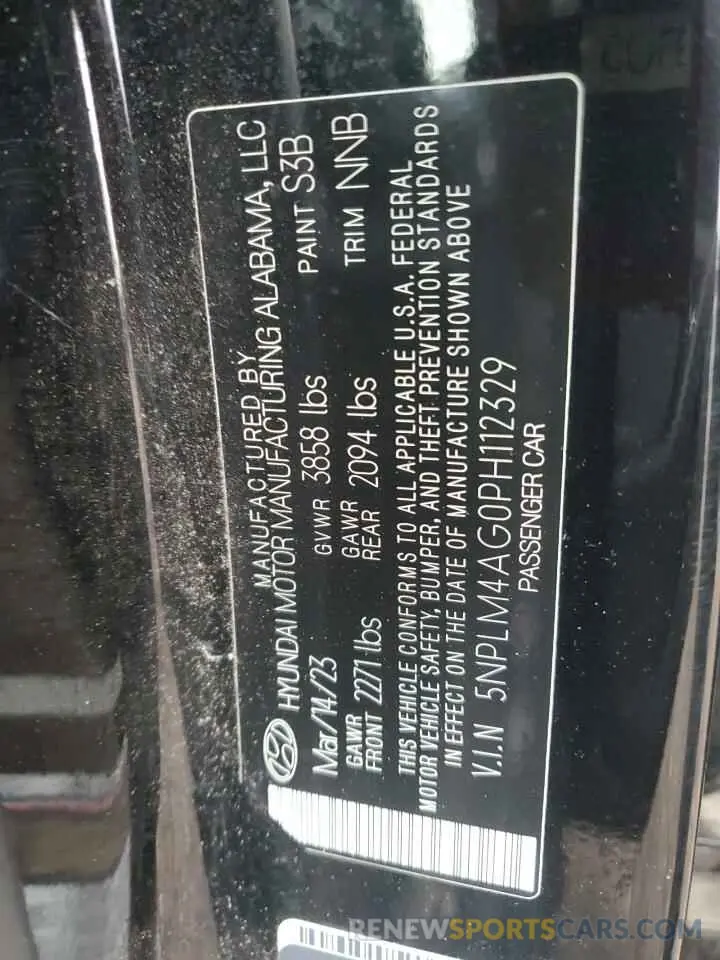 MANUFACTURED BY
HYUNDAI MOTOR MANUFACTURING ALABAMA, LLC
Mar/14/23 GVWR 3858 lbs PAINT S3B
GAWR FRONT 2271 lbs GAWR REAR 2094 lbs TRIM NNB
THIS VEHICLE CONFORMS TO ALL APPLICABLE U.S.A. FEDERAL
MOTOR VEHICLE SAFETY, BUMPER, AND THEFT PREVENTION STANDARDS
IN EFFECT ON THE DATE OF MANUFACTURE SHOWN ABOVE
V.I.N 5NPLM4AG0PH112329
PASSENGER CAR
RENEWSPORTSCARS.COM